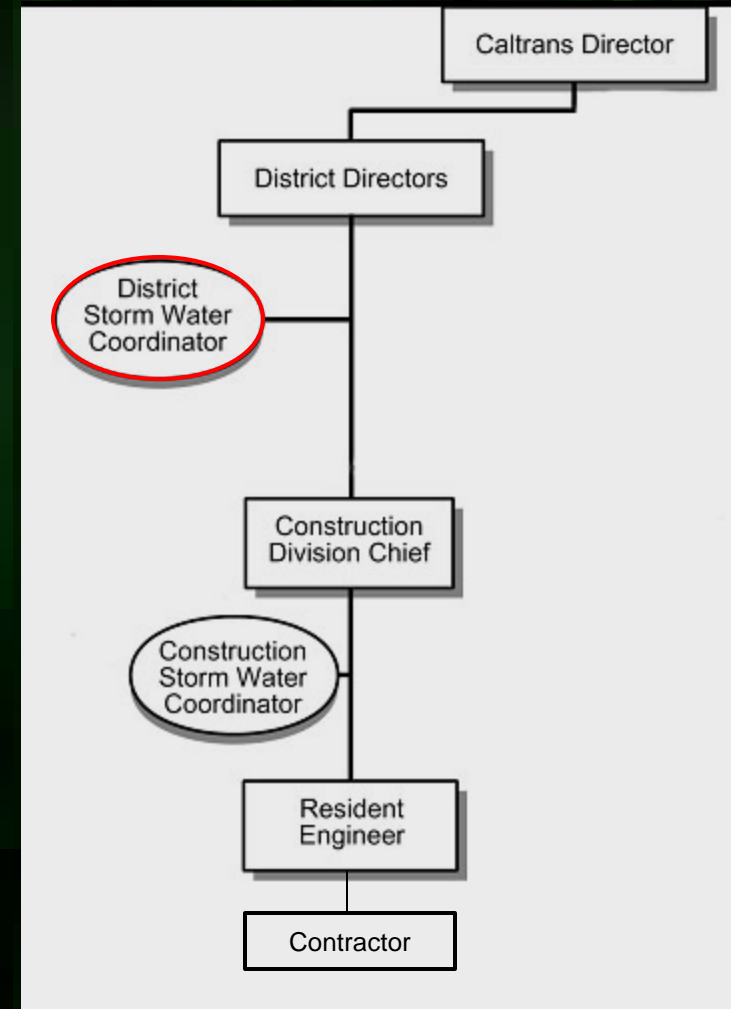 Caltrans Director
District Directors
District
Storm Water
Coordinator
Construction
Division Chief
Construction
Storm Water
Coordinator
Resident
Engineer
Contractor